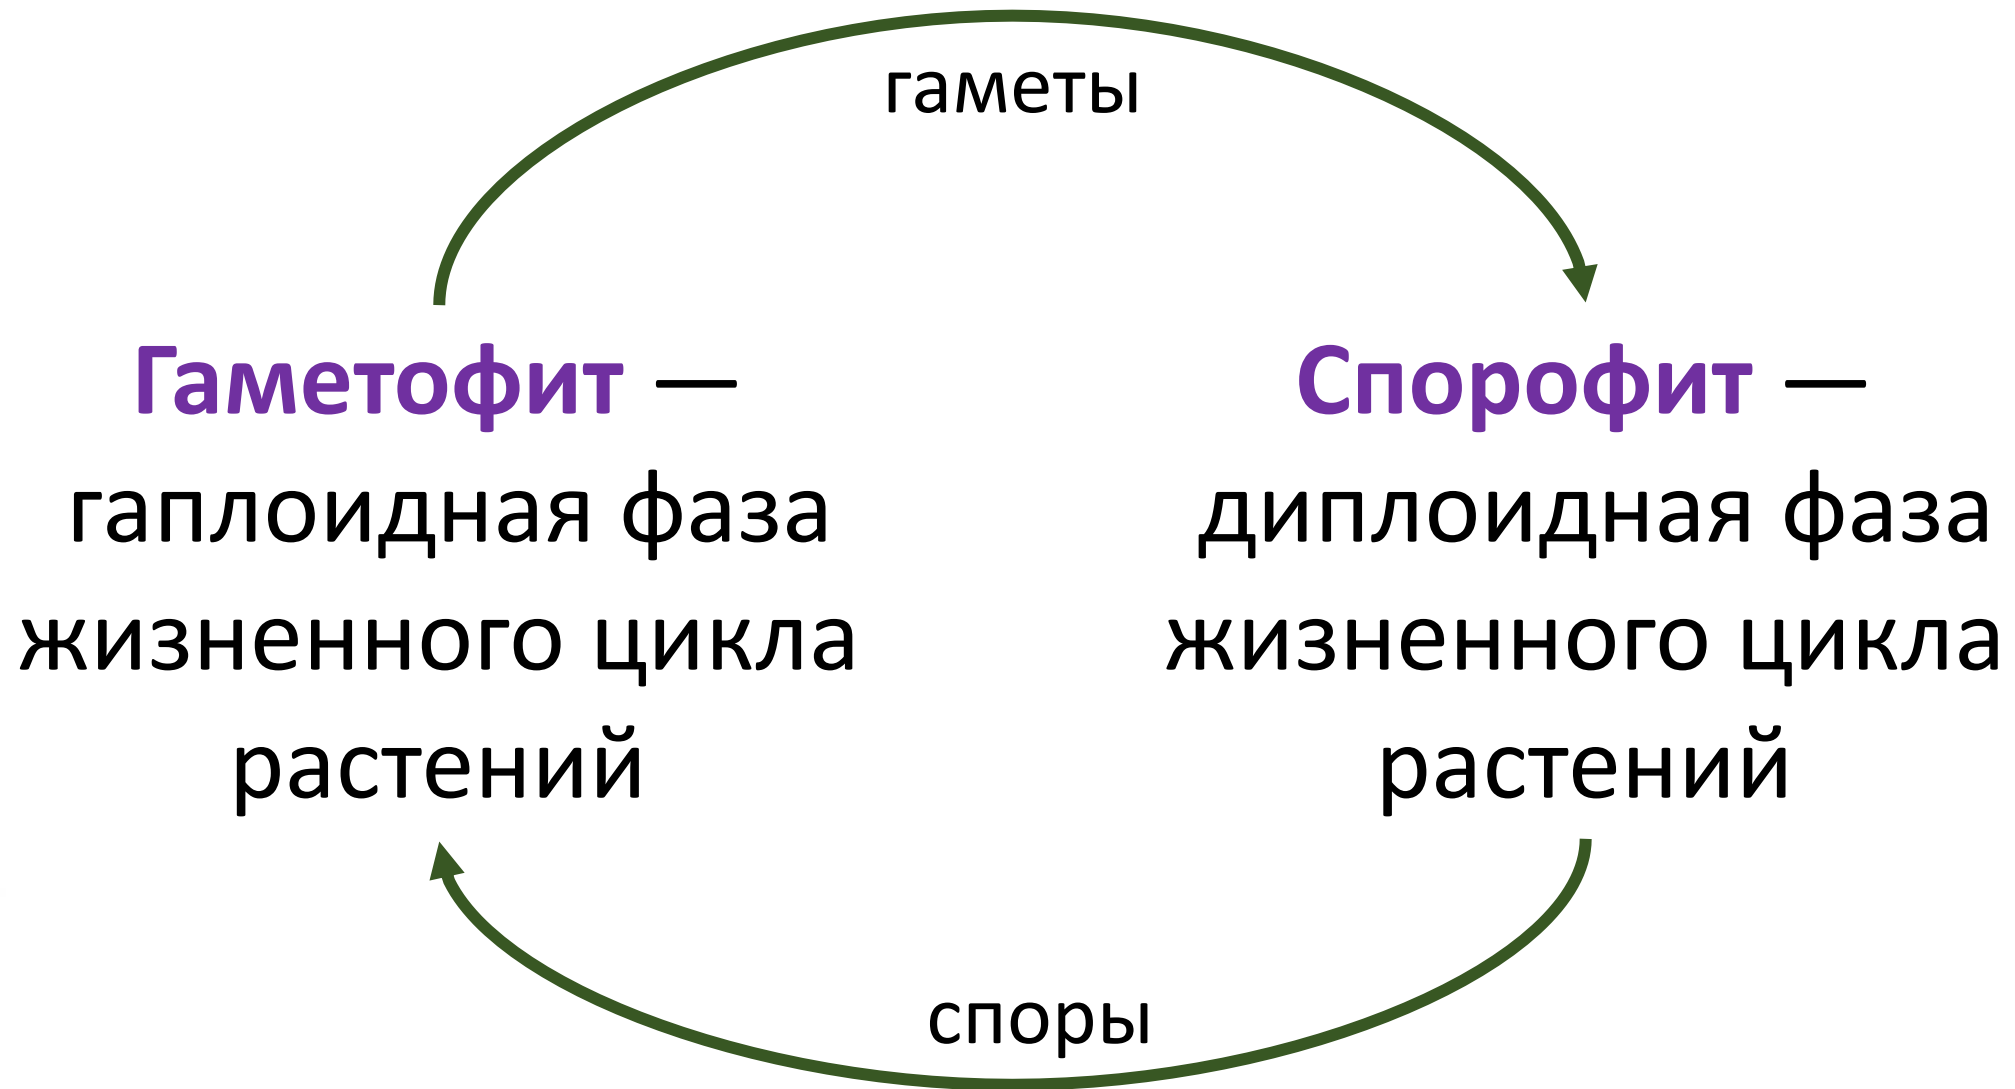 гаметы
Гаметофит —
гаплоидная фаза
жизненного цикла
растений
Спорофит —
диплоидная фаза
жизненного цикла
растений
споры